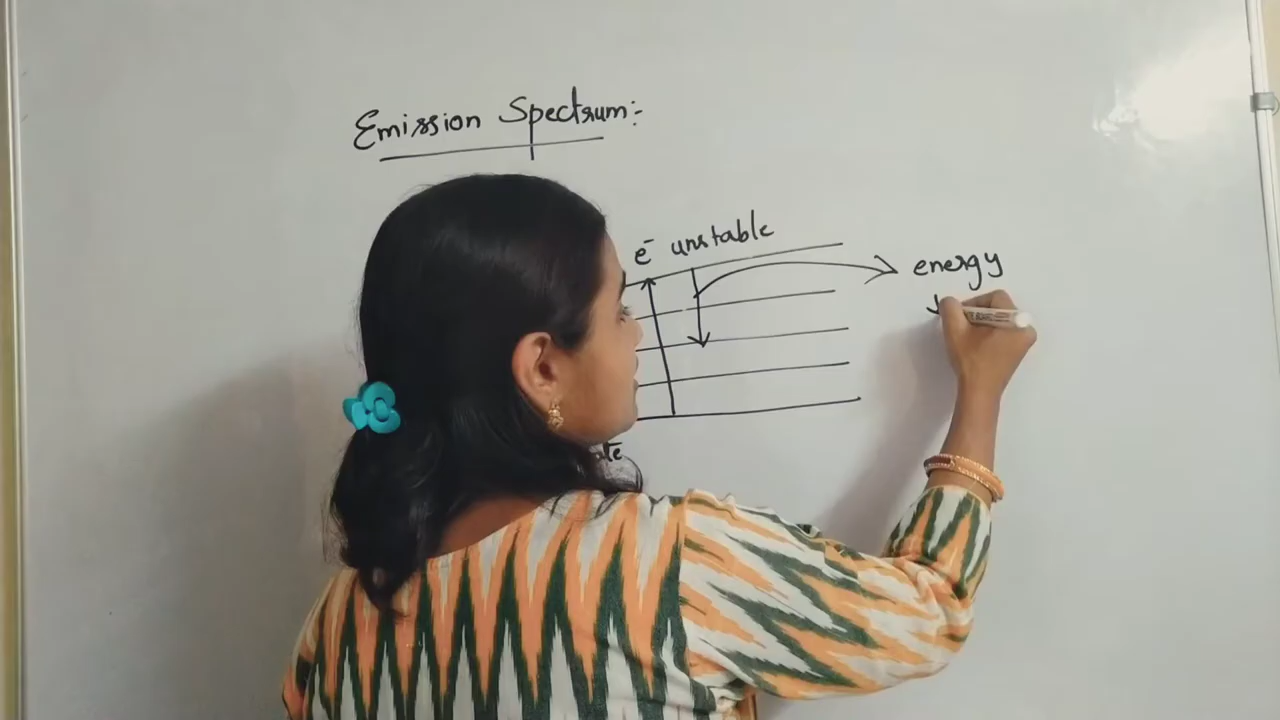 Emission Spectrum:-
e⁻ unstable
energy